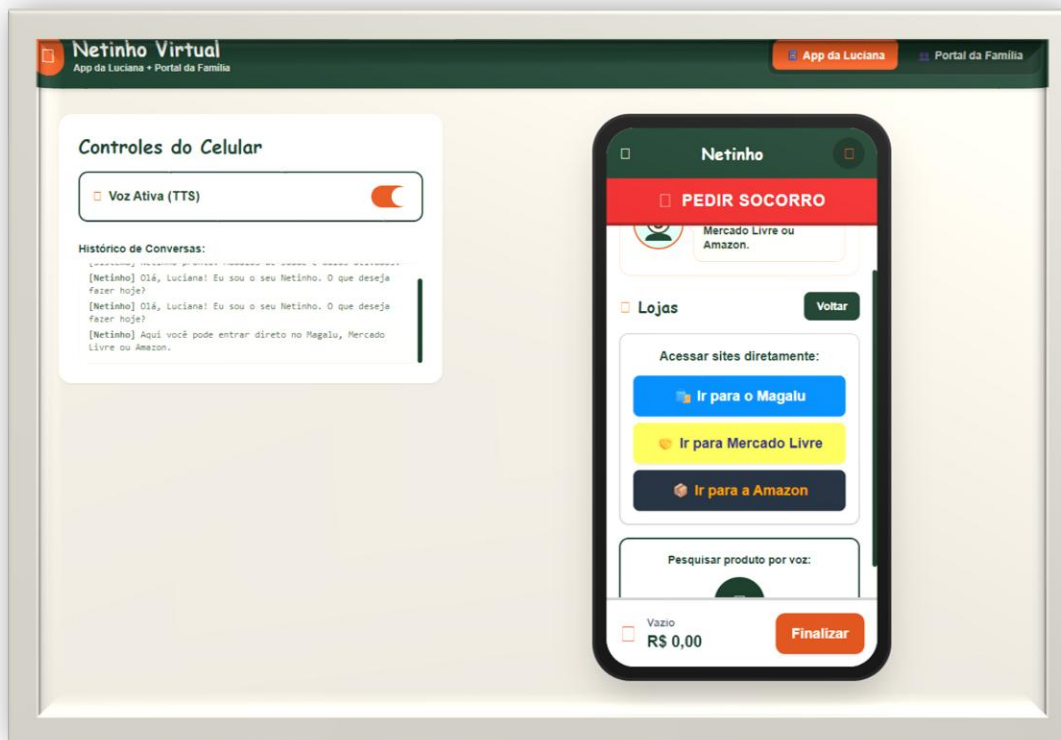 Netinho Virtual
App da Luciana + Portal da Família
App da Luciana
Portal da Família
Controles do Celular
Voz Ativa (TTS)
Histórico de Conversas:
[Netinho] Olá, Luciana! Eu sou o seu Netinho. O que deseja
fazer hoje?
[Netinho] Olá, Luciana! Eu sou o seu Netinho. O que deseja
fazer hoje?
[Netinho] Aqui você pode entrar direto no Magalu, Mercado
Livre ou Amazon.
Netinho
PEDIR SOCORRO
Mercado Livre ou
Amazon.
Lojas
Voltar
Acessar sites diretamente:
Ir para o Magalu
Ir para Mercado Livre
Ir para a Amazon
Pesquisar produto por voz:
Vazio
R$ 0,00
Finalizar